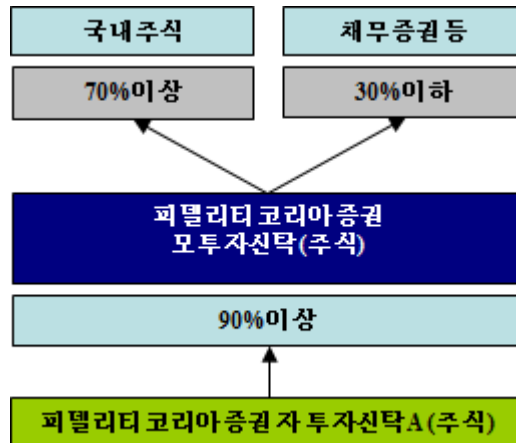 국내주식
채무증권 등
70%이상
30%이하
피델리티 코리아 증권
모투자신탁(주식)
90%이상
피델리티 코리아 증권 자 투자신탁 A (주식)